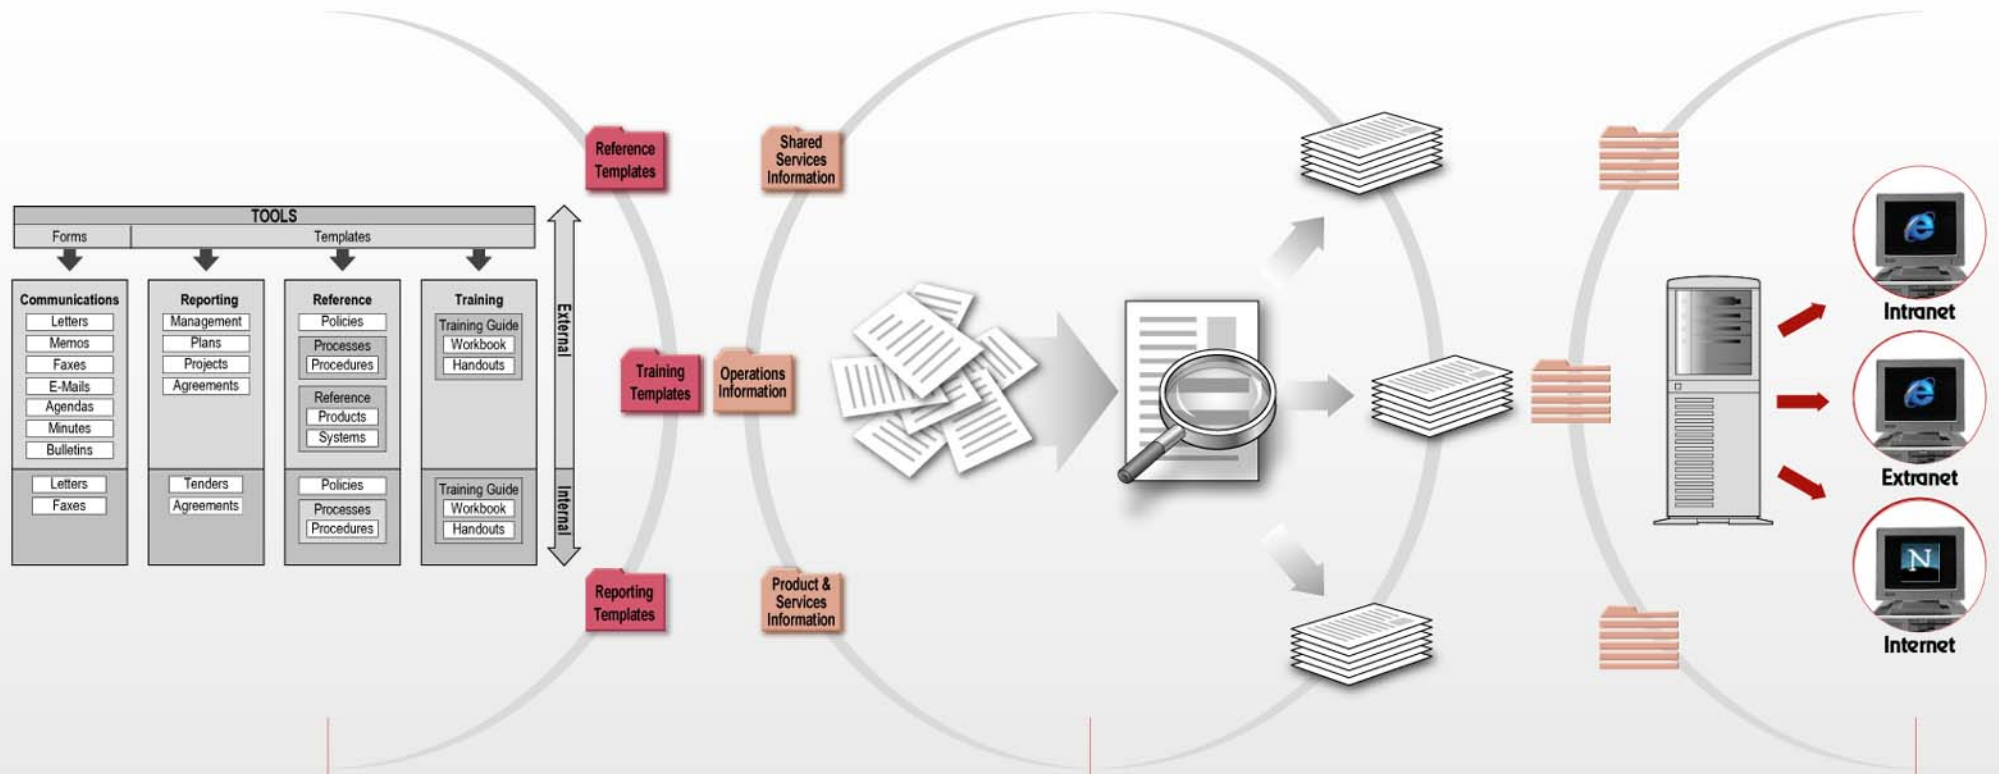 TOOLS
Forms
Templates
Communications
Letters
Memos
Faxes
E-Mails
Agendas
Minutes
Bulletins
Letters
Faxes
Reporting
Management
Plans
Projects
Agreements
Tenders
Agreements
Reference
Policies
Processes
Procedures
Reference
Products
Systems
Policies
Processes
Procedures
Training
Training Guide
Workbook
Handouts
Training Guide
Workbook
Handouts
External
Internal
Reference
Templates
Training
Templates
Reporting
Templates
Shared
Services
Information
Operations
Information
Product &
Services
Information
Intranet
Extranet
N
Internet